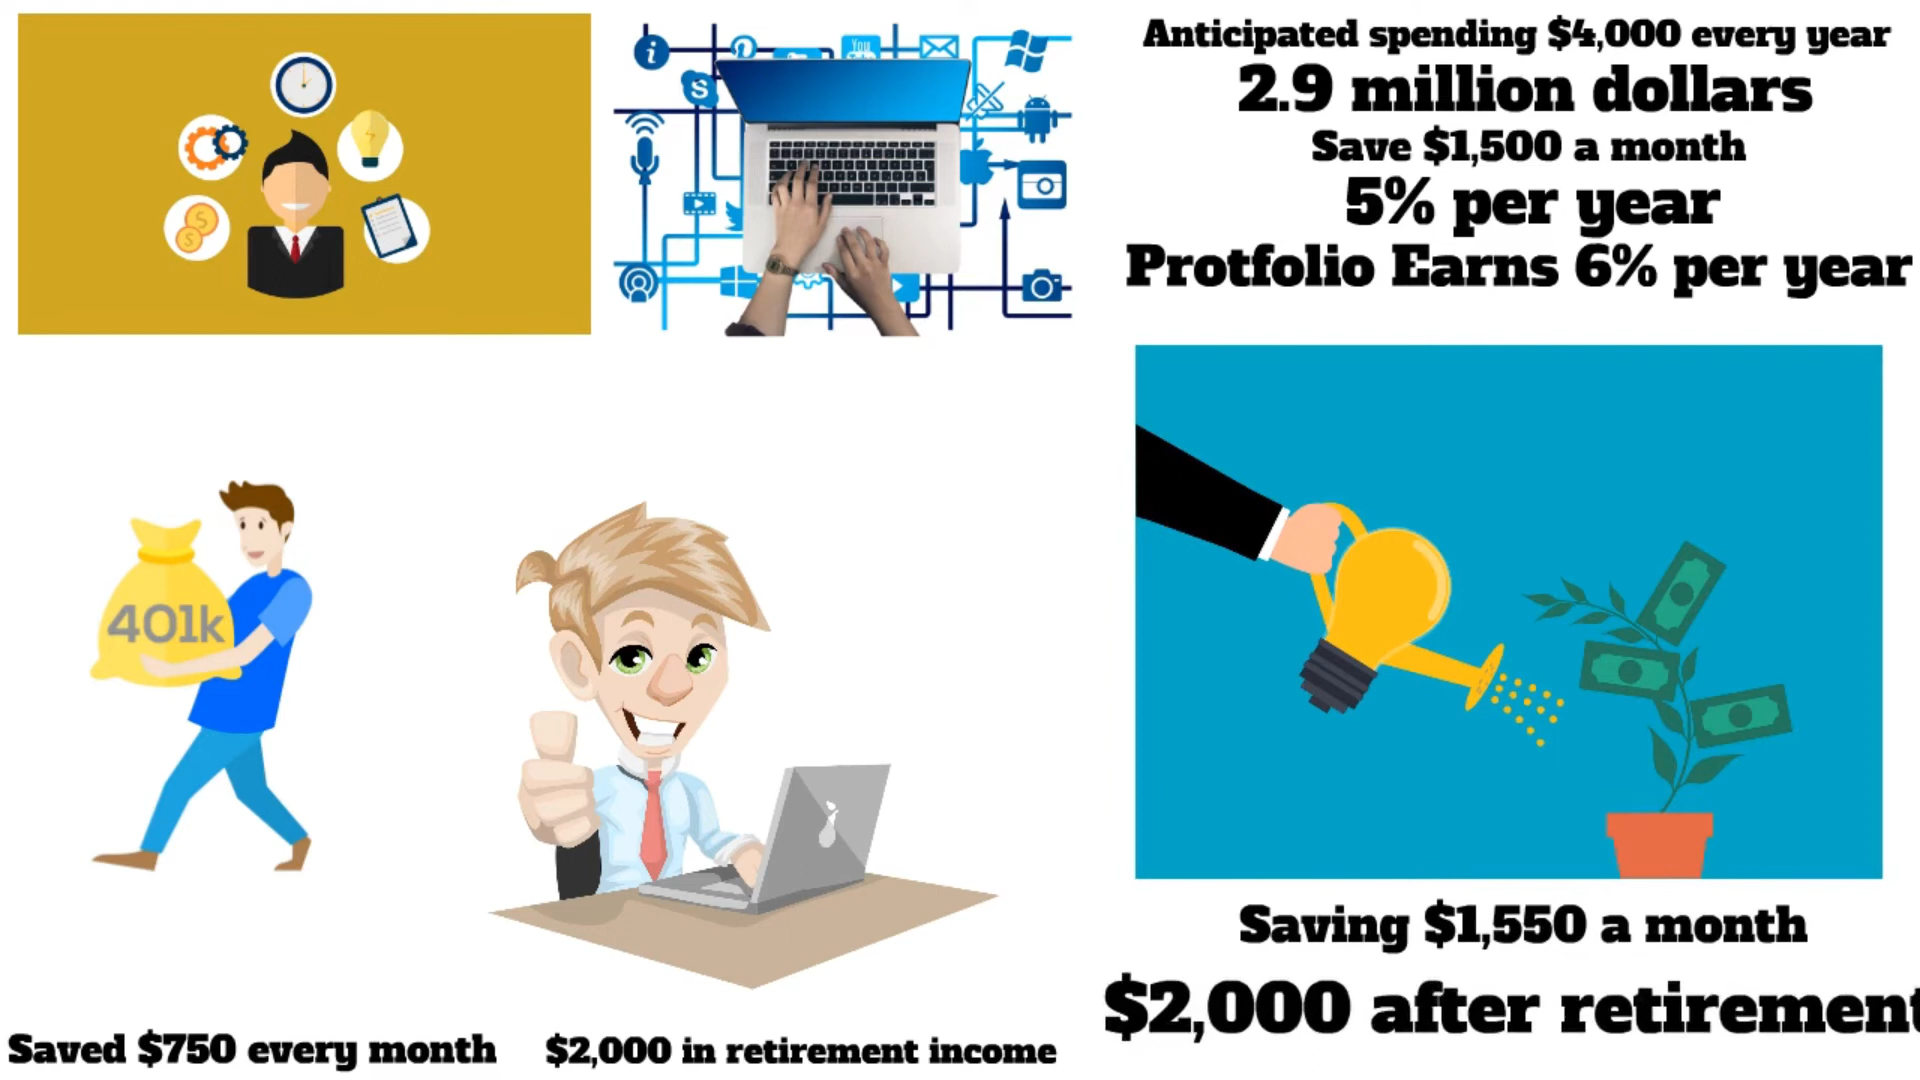 Anticipated spending $4,000 every year
2.9 million dollars
Save $1,500 a month
5% per year
Protfolio Earns 6% per year
You
401k
Saving $1,550 a month
$2,000 after retirement
Saved $750 every month
$2,000 in retirement income